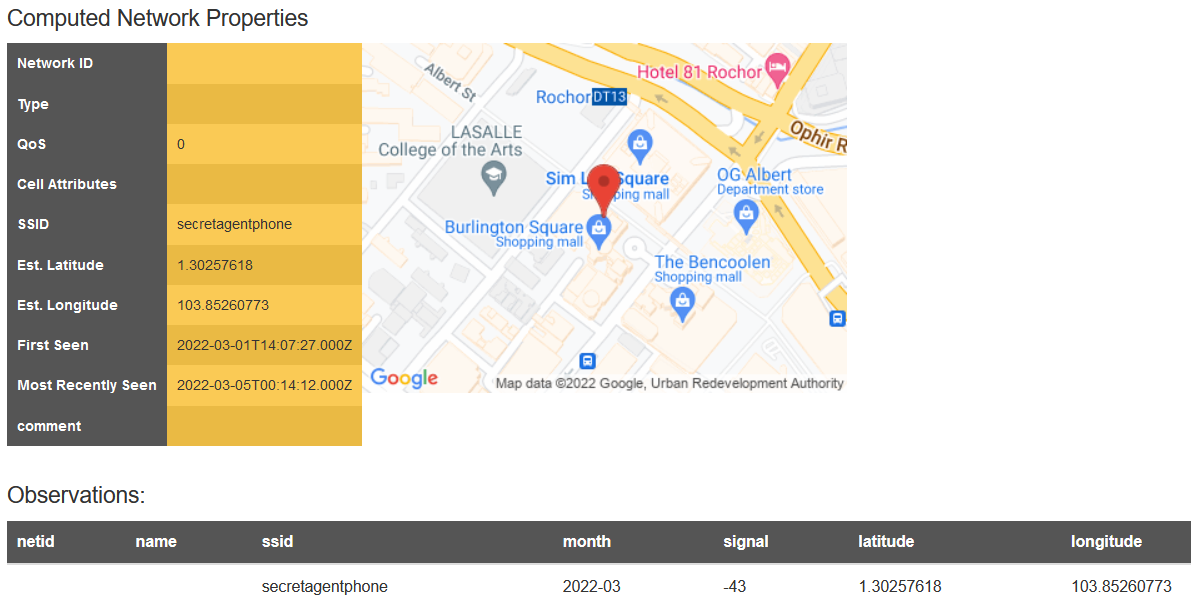 Computed Network Properties
Network ID
Type
QoS 0
Cell Attributes
SSID secretagentphone
Est. Latitude 1.30257618
Est. Longitude 103.85260773
First Seen 2022-03-01T14:07:27.000Z
Most Recently Seen 2022-03-05T00:14:12.000Z
comment
Albert St
Hotel 81 Rochor
Rochor DT13
Ophir R
LASALLE
College of the Arts
Sim L Square
Shopping mall
OG Albert
Department store
Burlington Square
Shopping mall
The Bencoolen
Shopping mall
Google
Map data ©2022 Google, Urban Redevelopment Authority
Observations:
netid name ssid month signal latitude longitude
secretagentphone 2022-03 -43 1.30257618 103.85260773